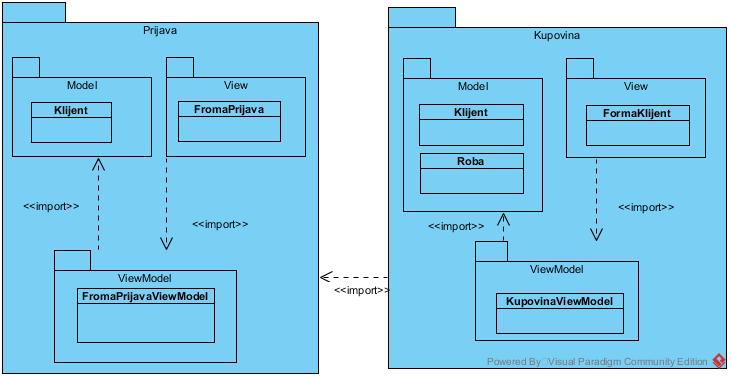 Prijava
Model
Klijent
View
FromaPrijava
<<import>>
<<import>>
ViewModel
FromaPrijavaViewModel
<<import>>
Kupovina
Model
Klijent
Roba
View
FormaKlijent
<<import>>
<<import>>
ViewModel
KupovinaViewModel
Powered By Visual Paradigm Community Edition